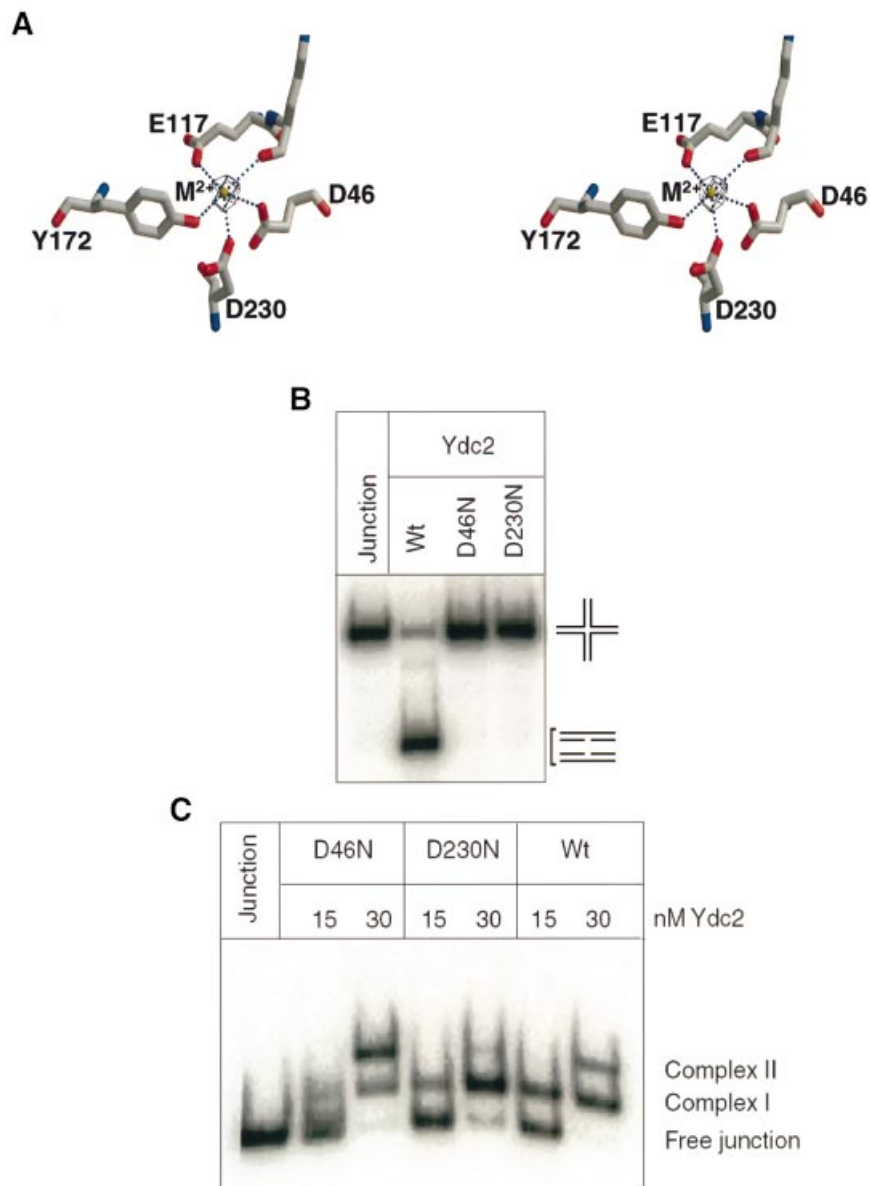 A
E117
M²⁺
D46
Y172
D230
E117
M²⁺
D46
Y172
D230
B
Junction
Ydc2
Wt
D46N
D230N
C
Junction
D46N
D230N
Wt
15
30
15
30
15
30
nM Ydc2
Complex II
Complex I
Free junction